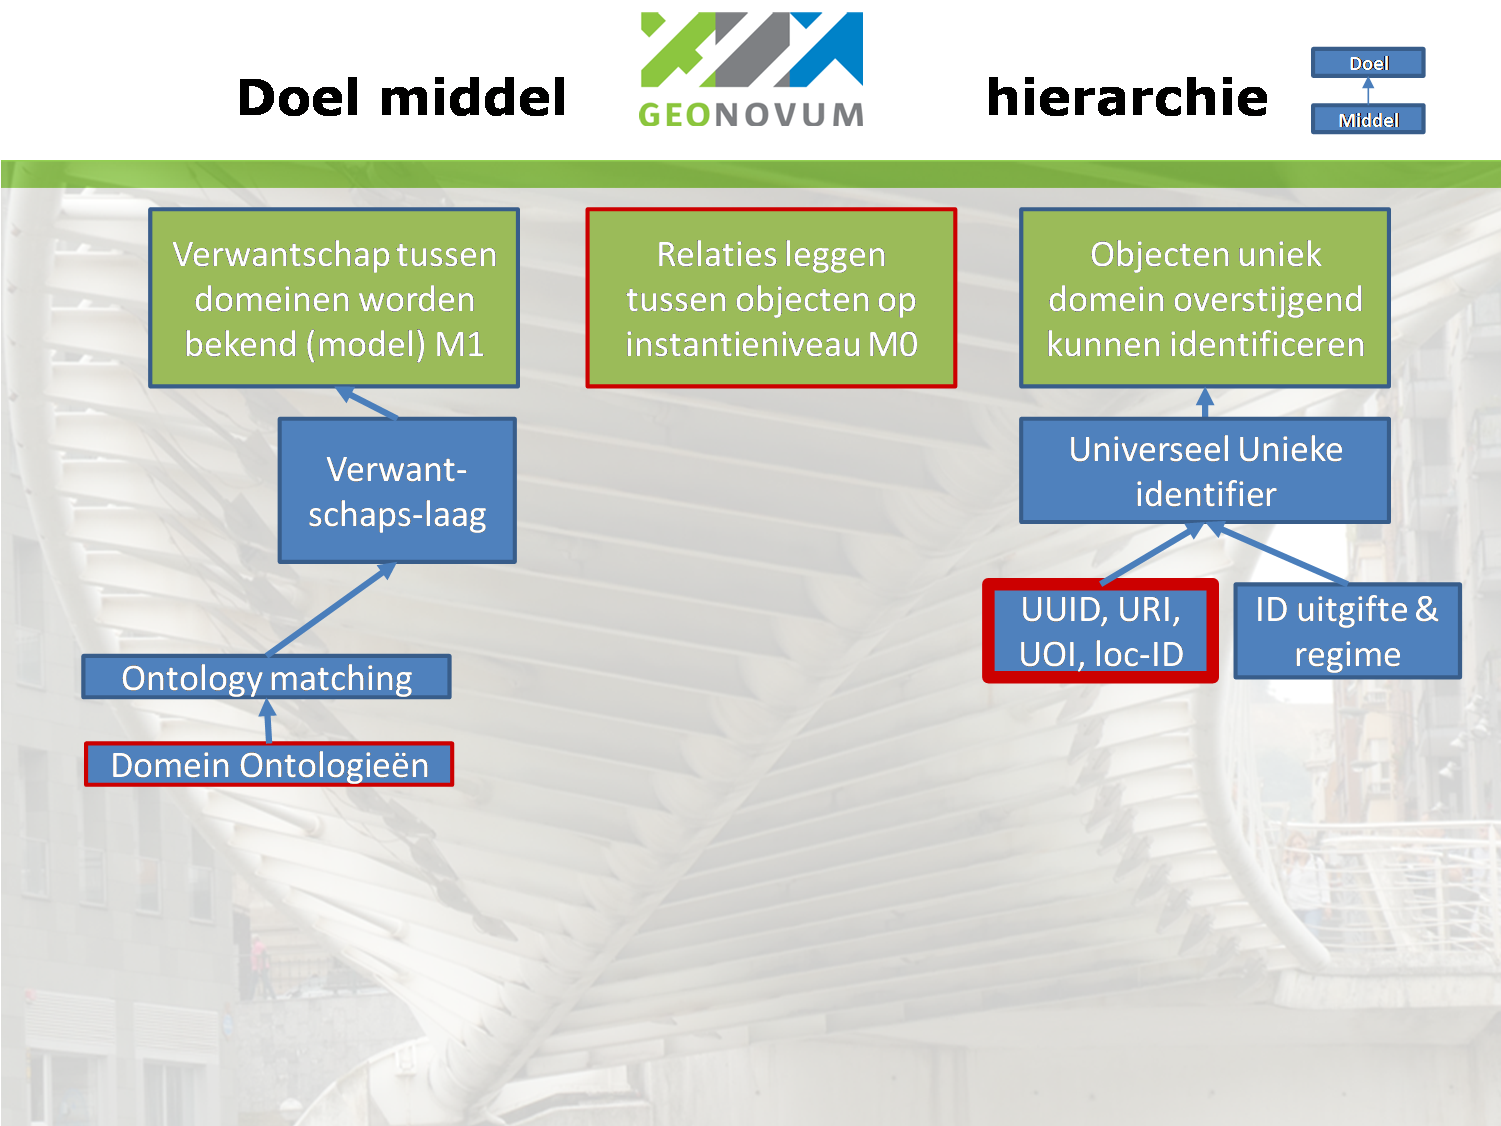 Doel middel
GEONOVUM
hierarchie
Doel
Middel
Verwantschap tussen
domeinen worden
bekend (model) M1
Relaties leggen
tussen objecten op
instantieniveau M0
Objecten uniek
domein overstijgend
kunnen identificeren
Verwant-
schaps-laag
Universeel Unieke
identifier
UUID, URI,
UOI, loc-ID
ID uitgifte &
regime
Ontology matching
Domein Ontologieën